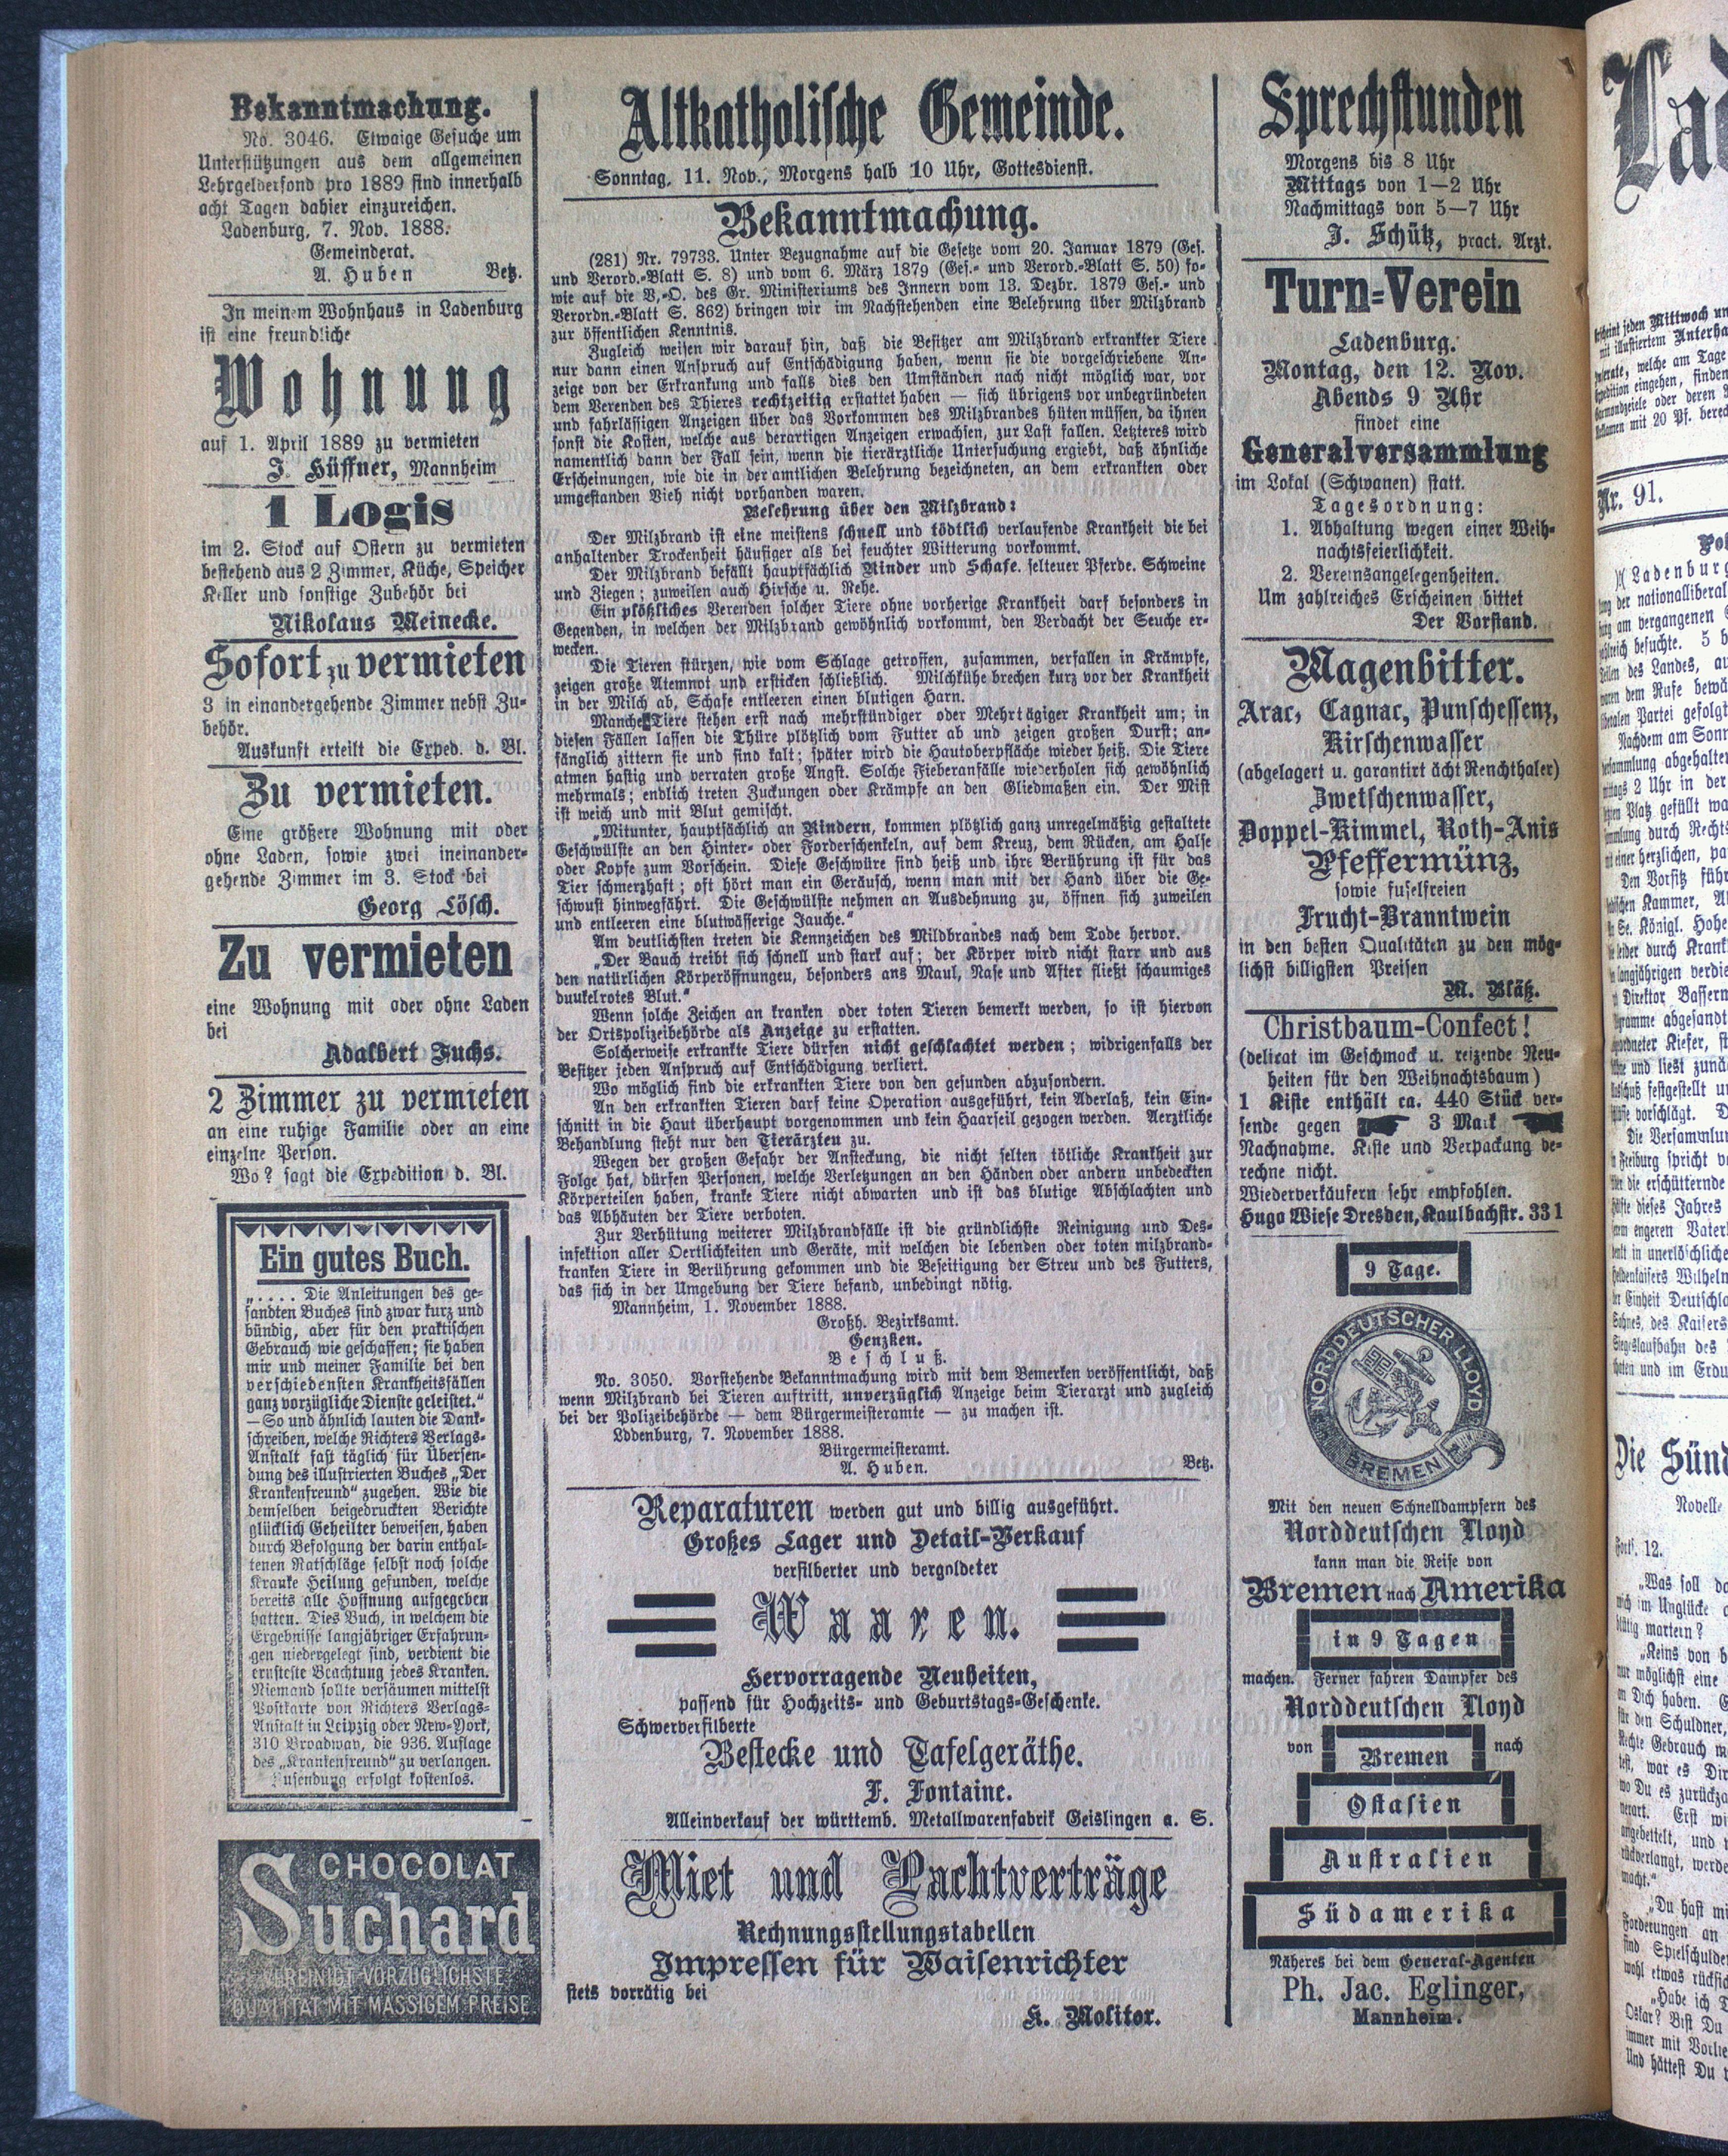 Bekanntmachung.
No. 3046. Etwaige Gesuche um
Unterstützungen aus dem allgemeinen
Lehrgelderfond pro 1889 sind innerhalb
acht Tagen dahier einzureichen.
Ladenburg, 7. Nov. 1888.
Gemeinderat.
A. Huben Betz.
In meinem Wohnhaus in Ladenburg
ist eine freundliche
Wohnung
auf 1. April 1889 zu vermieten
J. Hüffner, Mannheim
1 Logis
im 2. Stock auf Ostern zu vermieten
bestehend aus 2 Zimmer, Küche, Speicher
Keller und sonstige Zubehör bei
Nikolaus Meinecke.
Sofort zu vermieten
3 in einandergehende Zimmer nebst Zu-
behör.
Auskunft erteilt die Exped. d. Bl.
Zu vermieten.
Eine größere Wohnung mit oder
ohne Laden, sowie zwei ineinander-
gehende Zimmer im 3. Stock bei
Georg Lösch.
Zu vermieten
eine Wohnung mit oder ohne Laden
bei
Adalbert Fuchs.
2 Zimmer zu vermieten
an eine ruhige Familie oder an eine
einzelne Person.
Wo? sagt die Expedition d. Bl.
Ein gutes Buch.
„.... Die Anleitungen des ge-
sandten Buches sind zwar kurz und
bündig, aber für den praktischen
Gebrauch wie geschaffen; sie haben
mir und meiner Familie bei den
verschiedensten Krankheitsfällen
ganz vorzügliche Dienste geleistet.“
— So und ähnlich lauten die Dank-
schreiben, welche Richters Verlags-
Anstalt fast täglich für Übersen-
dung des illustrierten Buches „Der
Krankenfreund“ zugehen. Wie die
demselben beigedruckten Berichte
glücklich Geheilter beweisen, haben
durch Befolgung der darin enthal-
tenen Ratschläge selbst noch solche
Kranke Heilung gefunden, welche
bereits alle Hoffnung aufgegeben
hatten. Dies Buch, in welchem die
Ergebnisse langjähriger Erfahrun-
gen niedergelegt sind, verdient die
ernsteste Beachtung jedes Kranken.
Niemand sollte versäumen mittelst
Postkarte von Richters Verlags-
Anstalt in Leipzig oder New-York,
310 Broadway, die 936. Auflage
des „Krankenfreund“ zu verlangen.
Zusendung erfolgt kostenlos.
CHOCOLAT
Suchard
VEREINIGT VORZÜGLICHSTE
QUALITÄT MIT MÄSSIGEM PREISE.
Altkatholische Gemeinde.
Sonntag, 11. Nov., Morgens halb 10 Uhr, Gottesdienst.
Bekanntmachung.
(281) Nr. 79733. Unter Bezugnahme auf die Gesetze vom 20. Januar 1879 (Ges.
und Verord.-Blatt S. 8) und vom 6. März 1879 (Ges.- und Verord.-Blatt S. 50) so-
wie auf die V.-O. des Gr. Ministeriums des Innern vom 13. Dezbr. 1879 Ges.- und
Verordn.-Blatt S. 862) bringen wir im Nachstehenden eine Belehrung über Milzbrand
zur öffentlichen Kenntnis.
Zugleich weisen wir darauf hin, daß die Besitzer am Milzbrand erkrankter Tiere
nur dann einen Anspruch auf Entschädigung haben, wenn sie die vorgeschriebene An-
zeige von der Erkrankung und falls dies den Umständen nach nicht möglich war, vor
dem Verenden des Thieres rechtzeitig erstattet haben — sich übrigens vor unbegründeten
und fahrlässigen Anzeigen über das Vorkommen des Milzbrandes hüten müssen, da ihnen
sonst die Kosten, welche aus derartigen Anzeigen erwachsen, zur Last fallen. Letzteres wird
namentlich dann der Fall sein, wenn die tierärztliche Untersuchung ergiebt, daß ähnliche
Erscheinungen, wie die in der amtlichen Belehrung bezeichneten, an dem erkrankten oder
umgestanden Vieh nicht vorhanden waren.
Belehrung über den Milzbrand:
Der Milzbrand ist eine meistens schnell und tödtlich verlaufende Krankheit die bei
anhaltender Trockenheit häufiger als bei feuchter Witterung vorkommt.
Der Milzbrand befällt hauptsächlich Rinder und Schafe. selteuer Pferde. Schweine
und Ziegen; zuweilen auch Hirsche u. Rehe.
Ein plötzliches Verenden solcher Tiere ohne vorherige Krankheit darf besonders in
Gegenden, in welchen der Milzbrand gewöhnlich vorkommt, den Verdacht der Seuche er-
wecken.
Die Tieren stürzen, wie vom Schlage getroffen, zusammen, verfallen in Krämpfe,
zeigen große Atemnot und ersticken schließlich. Milchkühe brechen kurz vor der Krankheit
in der Milch ab, Schafe entleeren einen blutigen Harn.
Manche Tiere stehen erst nach mehrstündiger oder Mehrtägiger Krankheit um; in
diesen Fällen lassen die Thüre plötzlich vom Futter ab und zeigen großen Durst; an-
fänglich zittern sie und sind kalt; später wird die Hautoberpfläche wieder heiß. Die Tiere
atmen hastig und verraten große Angst. Solche Fieberanfälle wiederholen sich gewöhnlich
mehrmals; endlich treten Zuckungen oder Krämpfe an den Gliedmaßen ein. Der Mist
ist weich und mit Blut gemischt.
„Mitunter, hauptsächlich an Rindern, kommen plötzlich ganz unregelmäßig gestaltete
Geschwülste an den Hinter- oder Forderschenkeln, auf dem Kreuz, dem Rücken, am Halse
oder Kopfe zum Vorschein. Diese Geschwüre sind heiß und ihre Berührung ist für das
Tier schmerzhaft; oft hört man ein Geräusch, wenn man mit der Hand über die Ge-
schwust hinwegfährt. Die Geschwülste nehmen an Ausdehnung zu, öffnen sich zuweilen
und entleeren eine blutwässerige Jauche.“
Am deutlichsten treten die Kennzeichen des Mildbrandes nach dem Tode hervor.
„Der Bauch treibt sich schnell und stark auf; der Körper wird nicht starr und aus
den natürlichen Körperöffnungeu, besonders ans Maul, Nase und After fließt schaumiges
duukelrotes Blut.“
Wenn solche Zeichen an kranken oder toten Tieren bemerkt werden, so ist hiervon
der Ortspolizeibehörde als Anzeige zu erstatten.
Solcherweise erkrankte Tiere dürfen nicht geschlachtet werden; widrigenfalls der
Besitzer jeden Anspruch auf Entschädigung verliert.
Wo möglich sind die erkrankten Tiere von den gesunden abzusondern.
An den erkrankten Tieren darf keine Operation ausgeführt, kein Aderlaß, kein Ein-
schnitt in die Haut überhaupt vorgenommen und kein Haarseil gezogen werden. Aerztliche
Behandlung steht nur den Tierärzten zu.
Wegen der großen Gefahr der Ansteckung, die nicht selten tötliche Krankheit zur
Folge hat, dürfen Personen, welche Verletzungen an den Händen oder andern unbedeckten
Körperteilen haben, kranke Tiere nicht abwarten und ist das blutige Abschlachten und
das Abhäuten der Tiere verboten.
Zur Verhütung weiterer Milzbrandfälle ist die gründlichste Reinigung und Des-
infektion aller Oertlichkeiten und Geräte, mit welchen die lebenden oder toten milzbrand-
kranken Tiere in Berührung gekommen und die Beseitigung der Streu und des Futters,
das sich in der Umgebung der Tiere befand, unbedingt nötig.
Mannheim, 1. November 1888.
Großh. Bezirksamt.
Genzken.
Beschluß.
No. 3050. Vorstehende Bekanntmachung wird mit dem Bemerken veröffentlicht, daß
wenn Milzbrand bei Tieren auftritt, unverzüglich Anzeige beim Tierarzt und zugleich
bei der Polizeibehörde — dem Bürgermeisteramte — zu machen ist.
Lddenburg, 7. November 1888.
Bürgermeisteramt.
A. Huben. Betz.
Reparaturen werden gut und billig ausgeführt.
Großes Lager und Detail-Verkauf
versilberter und vergoldeter
Waaren.
Hervorragende Neuheiten,
passend für Hochzeits- und Geburtstags-Geschenke.
Schwerversilberte
Bestecke und Tafelgeräthe.
F. Fontaine.
Alleinverkauf der württemb. Metallwarenfabrik Geislingen a. S.
Miet und Pachtverträge
Rechnungsstellungstabellen
Impressen für Waisenrichter
stets vorrätig bei
K. Molitor.
Sprechstunden
Morgens bis 8 Uhr
Mittags von 1—2 Uhr
Nachmittags von 5—7 Uhr
J. Schütz, pract. Arzt.
Turn-Verein
Ladenburg.
Montag, den 12. Nov.
Abends 9 Uhr
findet eine
Generalversammlung
im Lokal (Schwanen) statt.
Tagesordnung:
1. Abhaltung wegen einer Weih-
nachtsfeierlichkeit.
2. Vereinsangelegenheiten.
Um zahlreiches Erscheinen bittet
Der Vorstand.
Magenbitter.
Arac, Cagnac, Punschessenz,
Kirschenwasser
(abgelagert u. garantirt ächt Renchthaler)
Zwetschenwasser,
Doppel-Kimmel, Roth-Anis
Pfeffermünz,
sowie fuselfreien
Frucht-Branntwein
in den besten Qualitäten zu den mög-
lichst billigsten Preisen
M. Bläß.
Christbaum-Confect!
(delicat im Geschmack u. reizende Neu-
heiten für den Weihnachtsbaum)
1 Kiste enthält ca. 440 Stück ver-
sende gegen 3 Mark
Nachnahme. Kiste und Verpackung be-
rechne nicht.
Wiederverkäufern sehr empfohlen.
Hugo Wiese Dresden, Kaulbachstr. 33 1
9 Tage.
NORDDEUTSCHER LLOYD
BREMEN
Mit den neuen Schnelldampfern des
Norddeutschen Lloyd
kann man die Reise von
Bremen nach Amerika
in 9 Tagen
machen. Ferner fahren Dampfer des
Norddeutschen Lloyd
von Bremen nach
Ostasien
Australien
Südamerika
Näheres bei dem General-Agenten
Ph. Jac. Eglinger,
Mannheim.
Lad
Nr. 91.
Die Sünd
Novelle